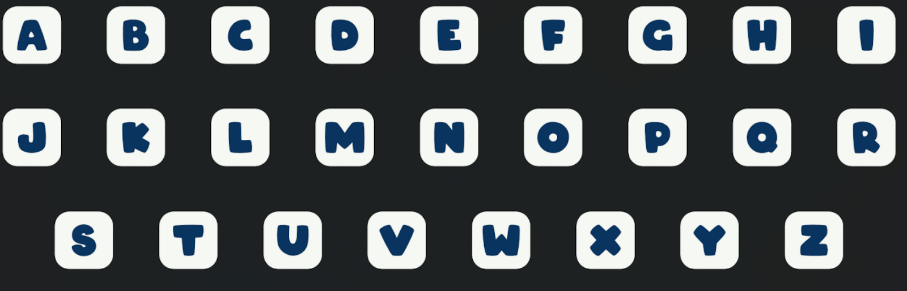 A B C D E F G H I
J K L M N O P Q R
S T U V W X Y Z